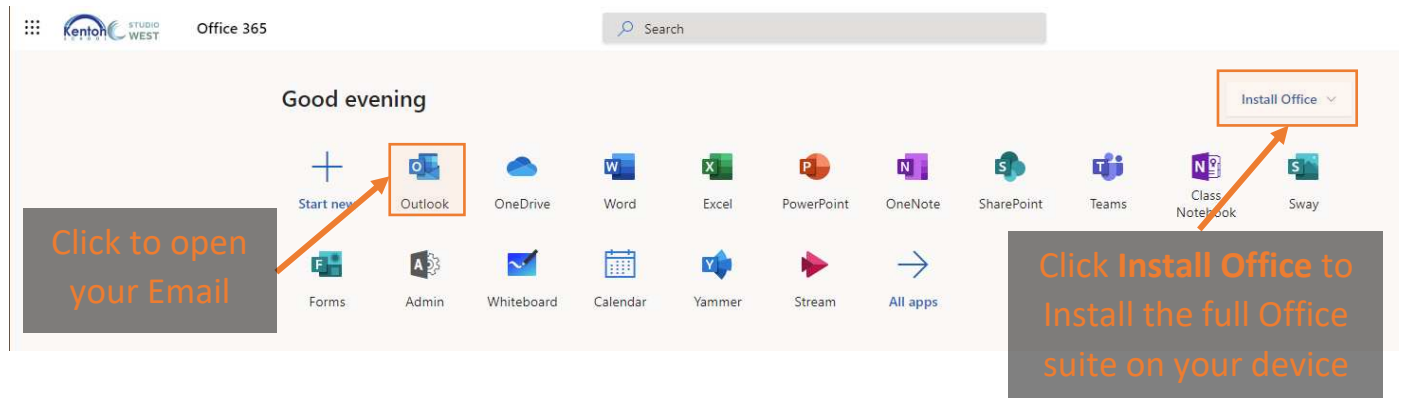 Kenton
SCHOOL
STUDIO
WEST
Office 365
Search
Good evening
Install Office
Start new
Outlook
OneDrive
Word
Excel
PowerPoint
OneNote
SharePoint
Teams
Class
Notebook
Sway
Forms
Admin
Whiteboard
Calendar
Yammer
Stream
All apps
Click to open
your Email
Click Install Office to
Install the full Office
suite on your device